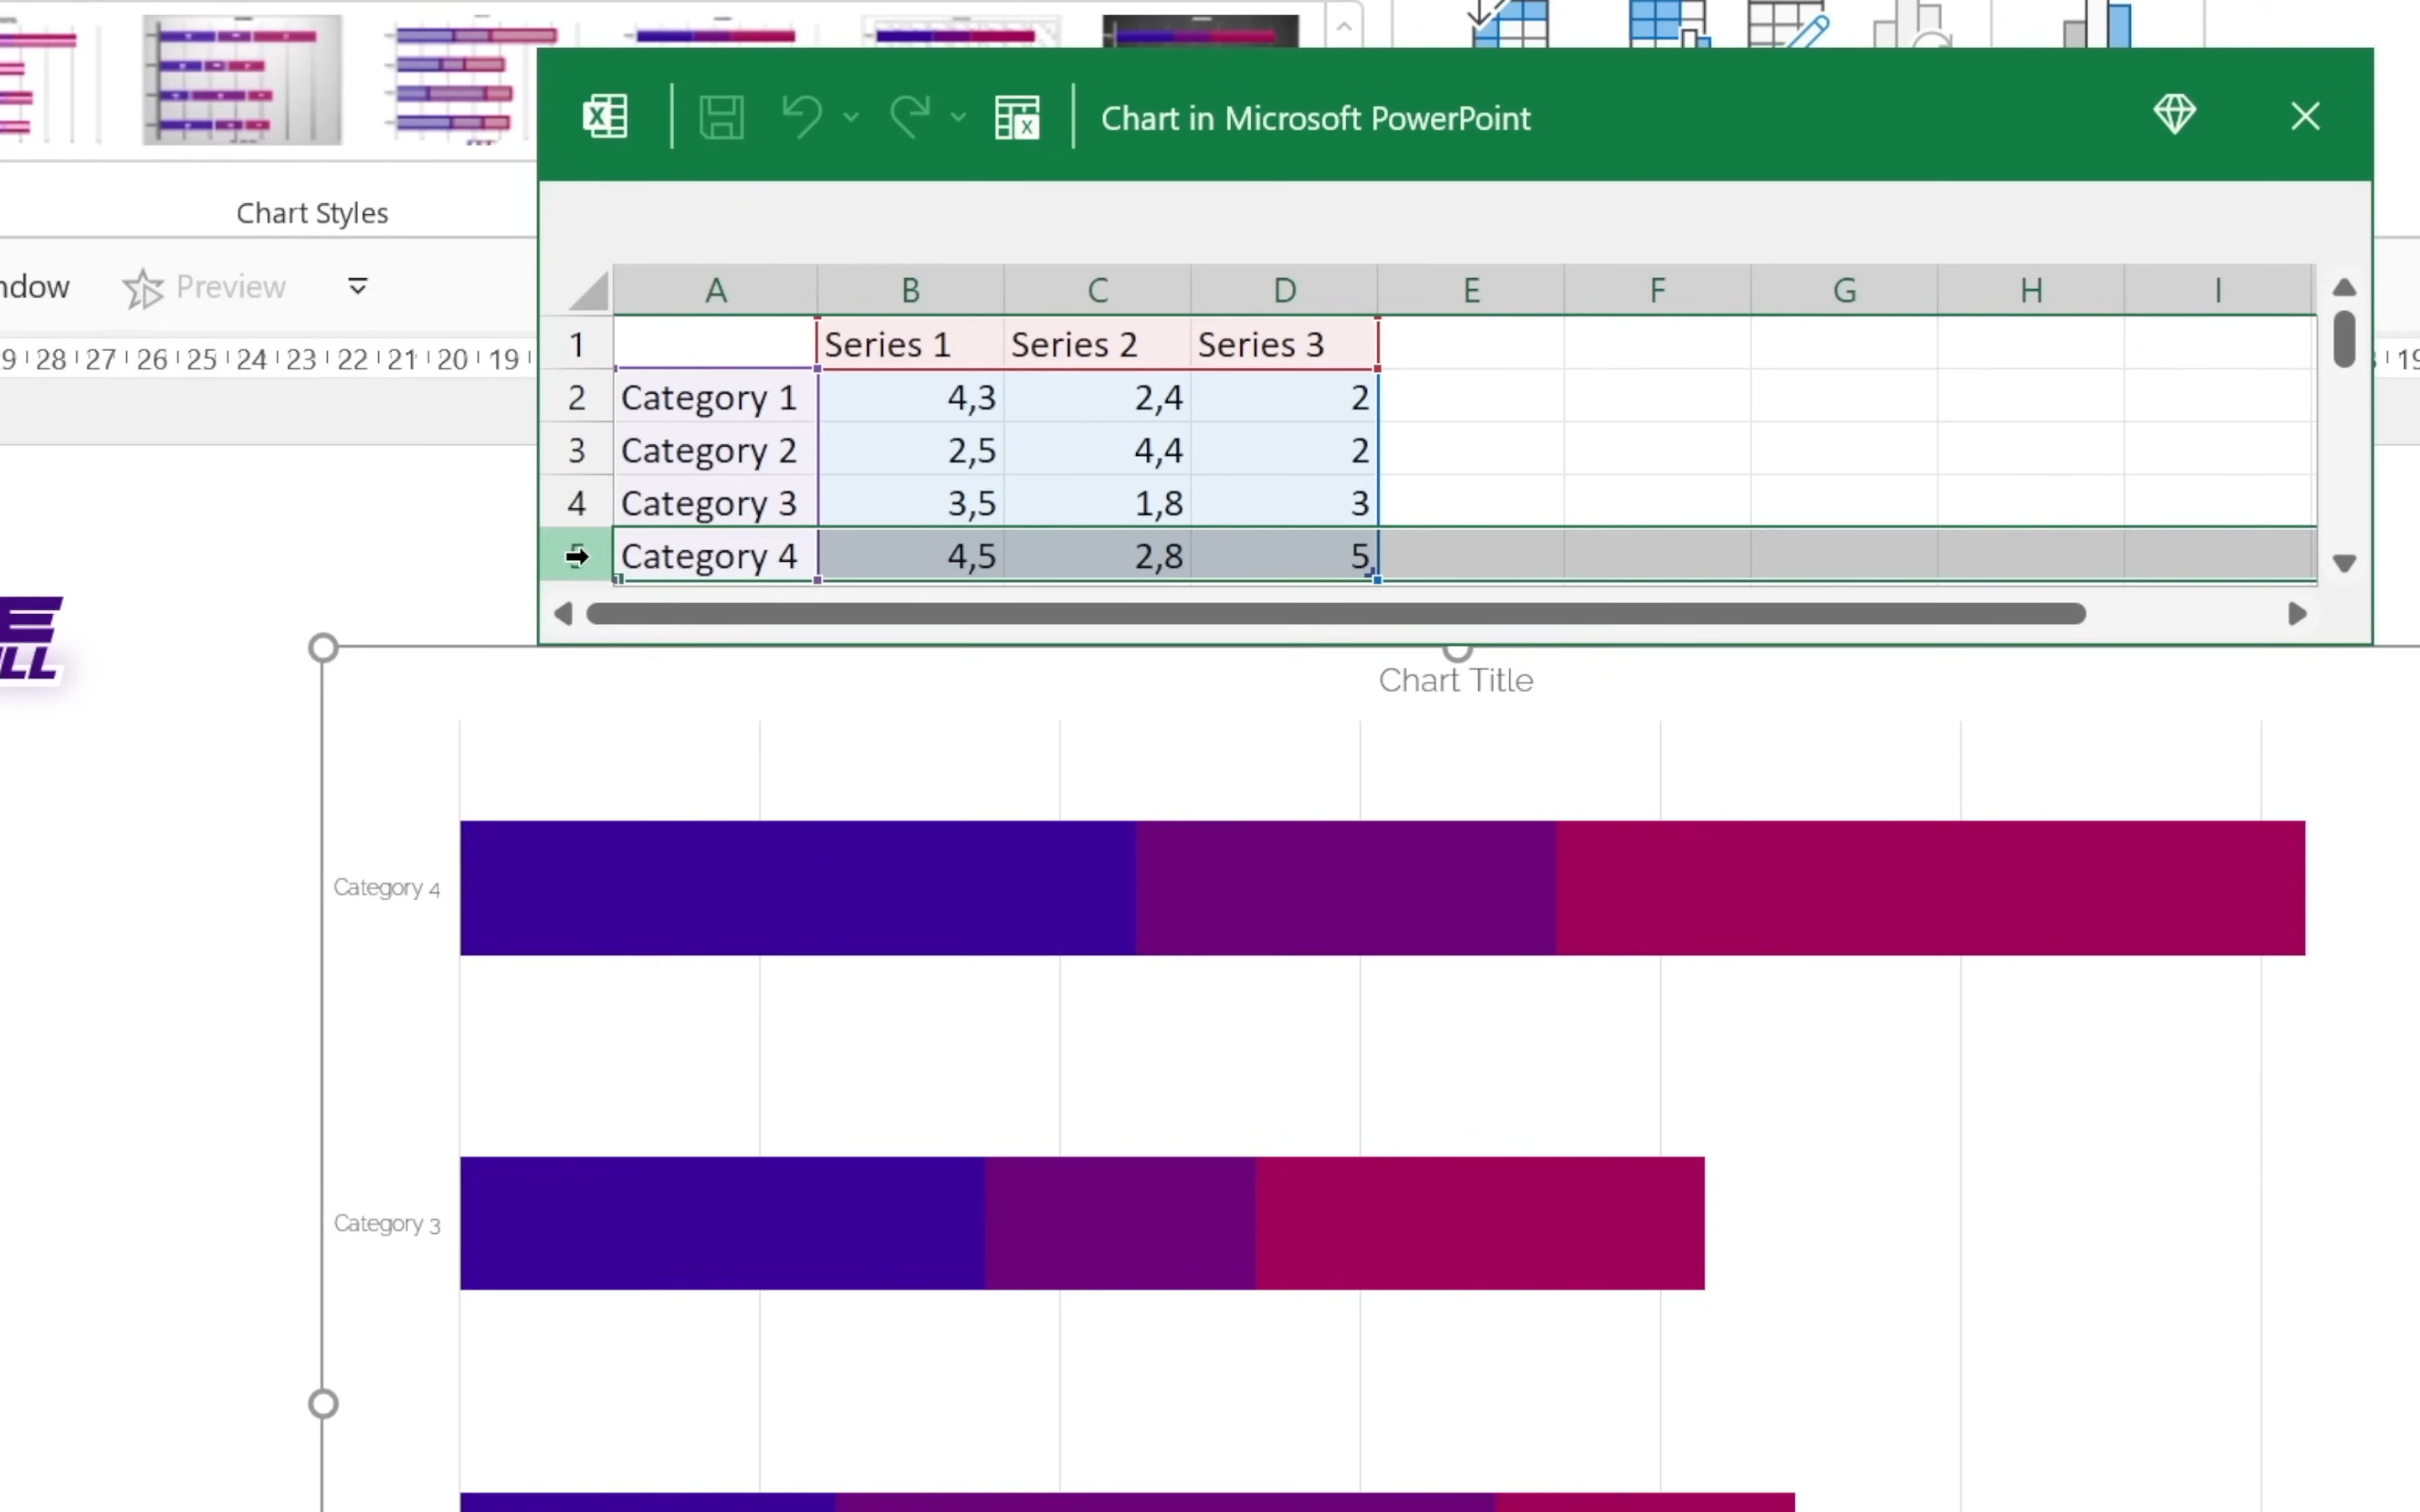 Chart in Microsoft PowerPoint
Chart Styles
Preview
A B C D E F G H I
28 27 26 25 24 23 22 21 20 19
1 Series 1 Series 2 Series 3
2 Category 1 4,3 2,4 2
3 Category 2 2,5 4,4 2
4 Category 3 3,5 1,8 3
Category 4 4,5 2,8 5
Chart Title
Category 4
Category 3